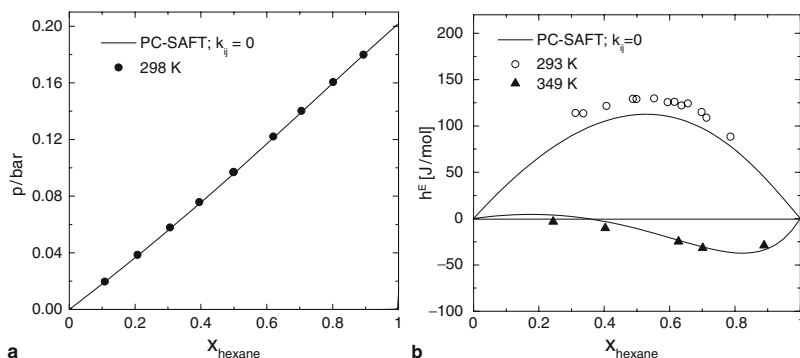 0.20
0.16
0.12
0.08
0.04
0.00
p/bar
PC-SAFT; kij = 0
298 K
0 0.2 0.4 0.6 0.8 1
xhexane
a
100
50
0
−50
−100
hE [J/mol]
PC-SAFT; kij=0
293 K
349 K
0 0.2 0.4 0.6 0.8
xhexane
b